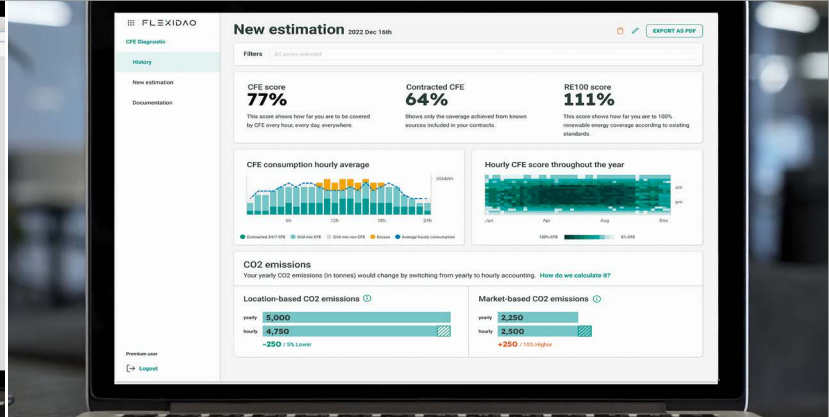 FLEXIDAO
CFE Diagnostic
History
New estimation
Documentation
Premium user
Logout
New estimation 2022 Dec 16th
EXPORT AS PDF
Filters
CFE score
77%
This score shows how far you are to be covered
by CFE every hour, every day, everywhere.
Contracted CFE
64%
Shows only the coverage achieved from known
sources included in your contracts.
RE100 score
111%
This score shows how far you are to 100%
renewable energy coverage according to existing
standards.
CFE consumption hourly average
6h 12h 18h 24h
Contracted 24/7 CFE Grid mix CFE Grid mix non CFE Excess Average hourly consumption
Hourly CFE score throughout the year
am
pm
Jan Apr Aug Dec
100% CFE 0% CFE
CO2 emissions
Your yearly CO2 emissions (in tonnes) would change by switching from yearly to hourly accounting. How do we calculate it?
Location-based CO2 emissions
yearly 5,000
hourly 4,750
-250 / 5% Lower
Market-based CO2 emissions
yearly 2,250
hourly 2,500
+250 / 15% Higher